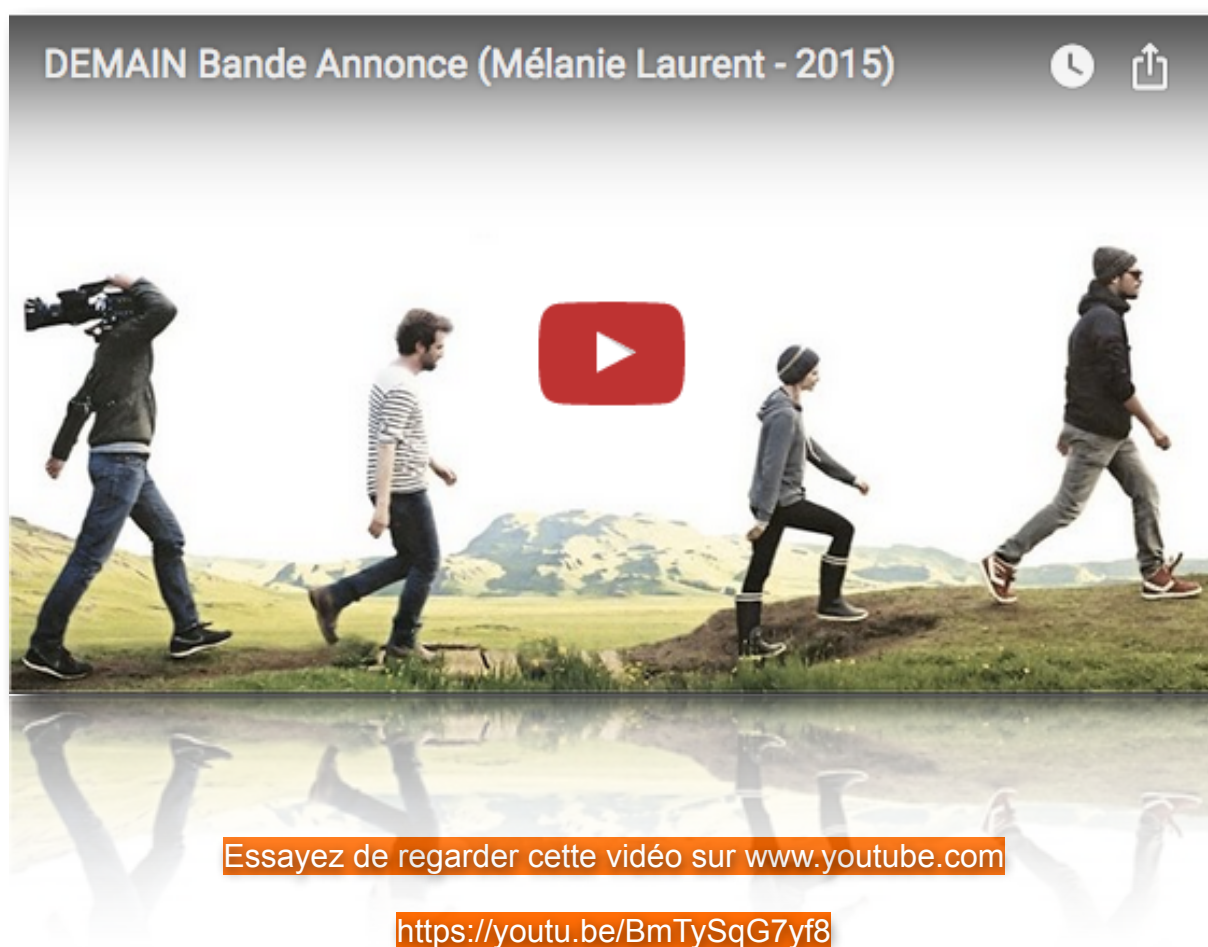 DEMAIN Bande Annonce (Mélanie Laurent - 2015)
Essayez de regarder cette vidéo sur www.youtube.com
https://youtu.be/BmTySqG7yf8